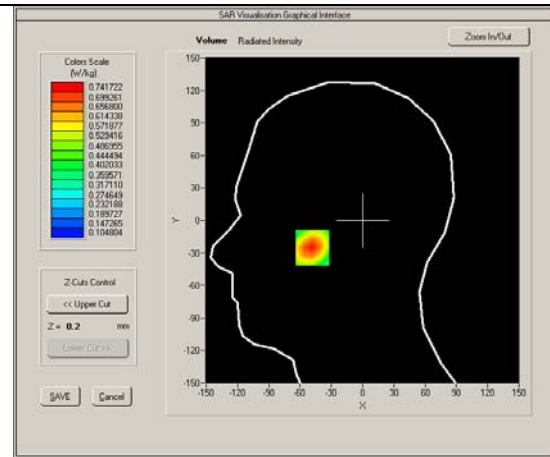 SAR Visualisation Graphical Interface
Volume Radiated Intensity
Zoom In/Out
Colors Scale
(W/kg)
0.741722
0.699261
0.656800
0.614338
0.571877
0.529416
0.486955
0.444494
0.402033
0.359571
0.317110
0.274649
0.232188
0.189727
0.147265
0.104804
Z-Cuts Control
<< Upper Cut
Z = 0.2 mm
Lower Cut >>
SAVE Cancel
150
120
90
60
30
0
-30
-60
-90
-120
-150
Y
-150 -120 -90 -60 -30 0 30 60 90 120 150
X